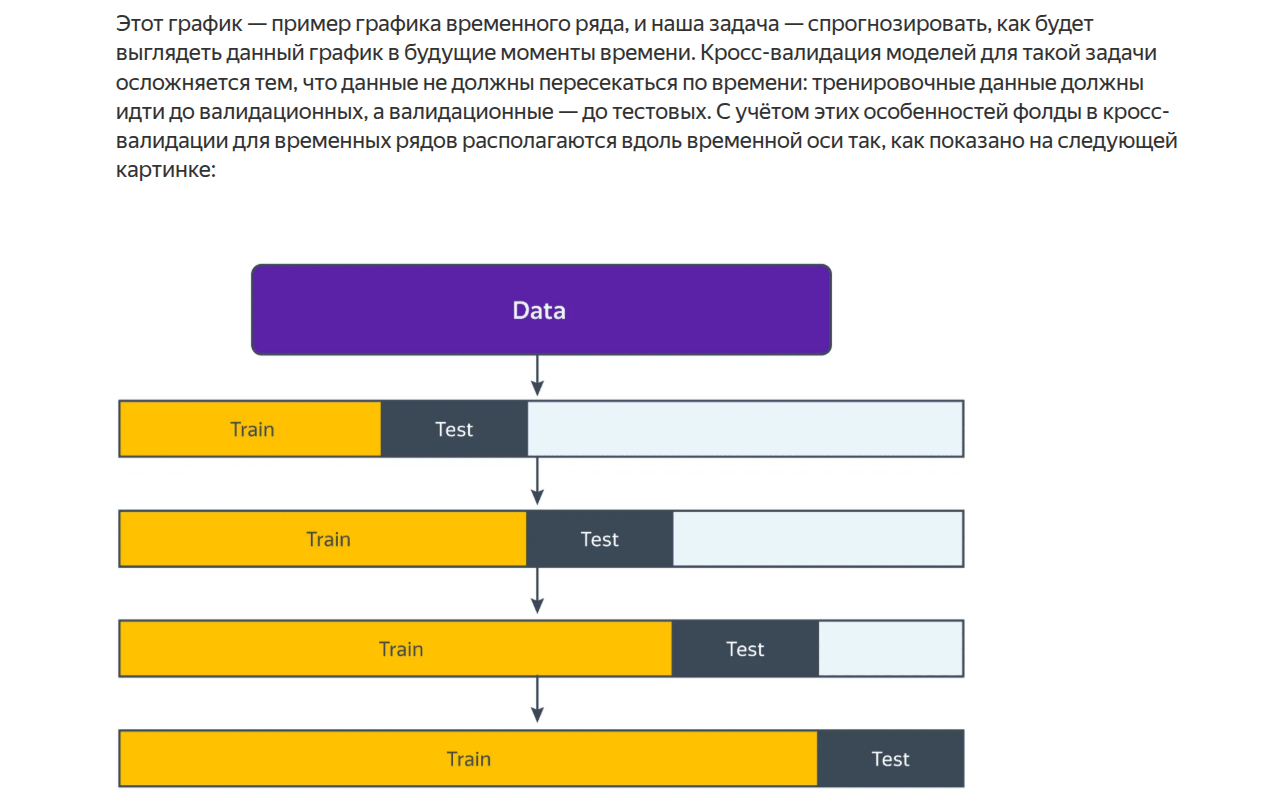 Этот график — пример графика временного ряда, и наша задача — спрогнозировать, как будет
выглядеть данный график в будущие моменты времени. Кросс-валидация моделей для такой задачи
осложняется тем, что данные не должны пересекаться по времени: тренировочные данные должны
идти до валидационных, а валидационные — до тестовых. С учётом этих особенностей фолды в кросс-
валидации для временных рядов располагаются вдоль временной оси так, как показано на следующей
картинке:
Data
Train Test
Train Test
Train Test
Train Test